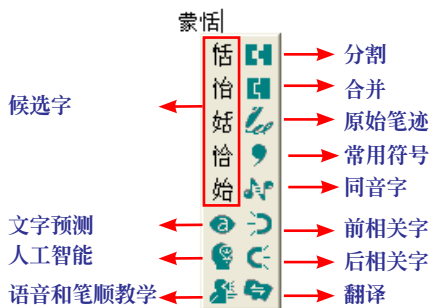 蒙恬
恬 分割
怡 合并
候选字 姡 原始笔迹
恰 常用符号
始 同音字
文字预测 a 前相关字
人工智能 后相关字
语音和笔顺教学 翻译